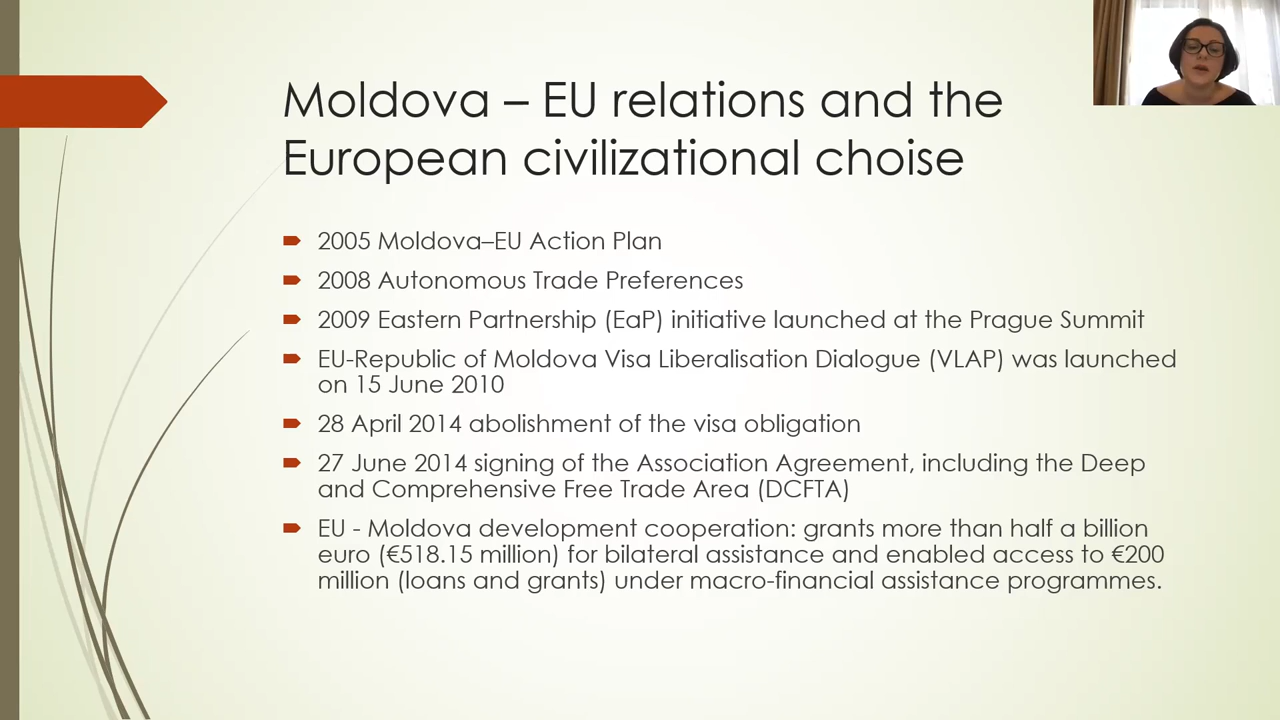 Moldova – EU relations and the
European civilizational choise
2005 Moldova–EU Action Plan
2008 Autonomous Trade Preferences
2009 Eastern Partnership (EaP) initiative launched at the Prague Summit
EU-Republic of Moldova Visa Liberalisation Dialogue (VLAP) was launched
on 15 June 2010
28 April 2014 abolishment of the visa obligation
27 June 2014 signing of the Association Agreement, including the Deep
and Comprehensive Free Trade Area (DCFTA)
EU - Moldova development cooperation: grants more than half a billion
euro (€518.15 million) for bilateral assistance and enabled access to €200
million (loans and grants) under macro-financial assistance programmes.